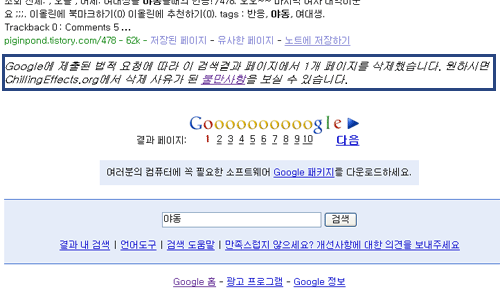 여 ;;;. 이올린에 북마크하기(0) 이올린에 추천하기(0). tags : 반응, 야동, 여대생.
Trackback 0 : Comments 5 ...
piginpond.tistory.com/478 - 62k - 저장된 페이지 - 유사한 페이지 - 노트에 저장하기
Google에 제출된 법적 요청에 따라 이 검색결과 페이지에서 1개 페이지를 삭제했습니다. 원하시면
ChillingEffects.org에서 삭제 사유가 된 불만사항을 보실 수 있습니다.
Goooooooooogle
결과 페이지: 1 2 3 4 5 6 7 8 9 10 다음
여러분의 컴퓨터에 꼭 필요한 소프트웨어 Google 패키지를 다운로드하세요.
야동 검색
결과 내 검색 | 언어도구 | 검색 도움말 | 만족스럽지 않으세요? 개선사항에 대한 의견을 보내주세요
Google 홈 - 광고 프로그램 - Google 정보